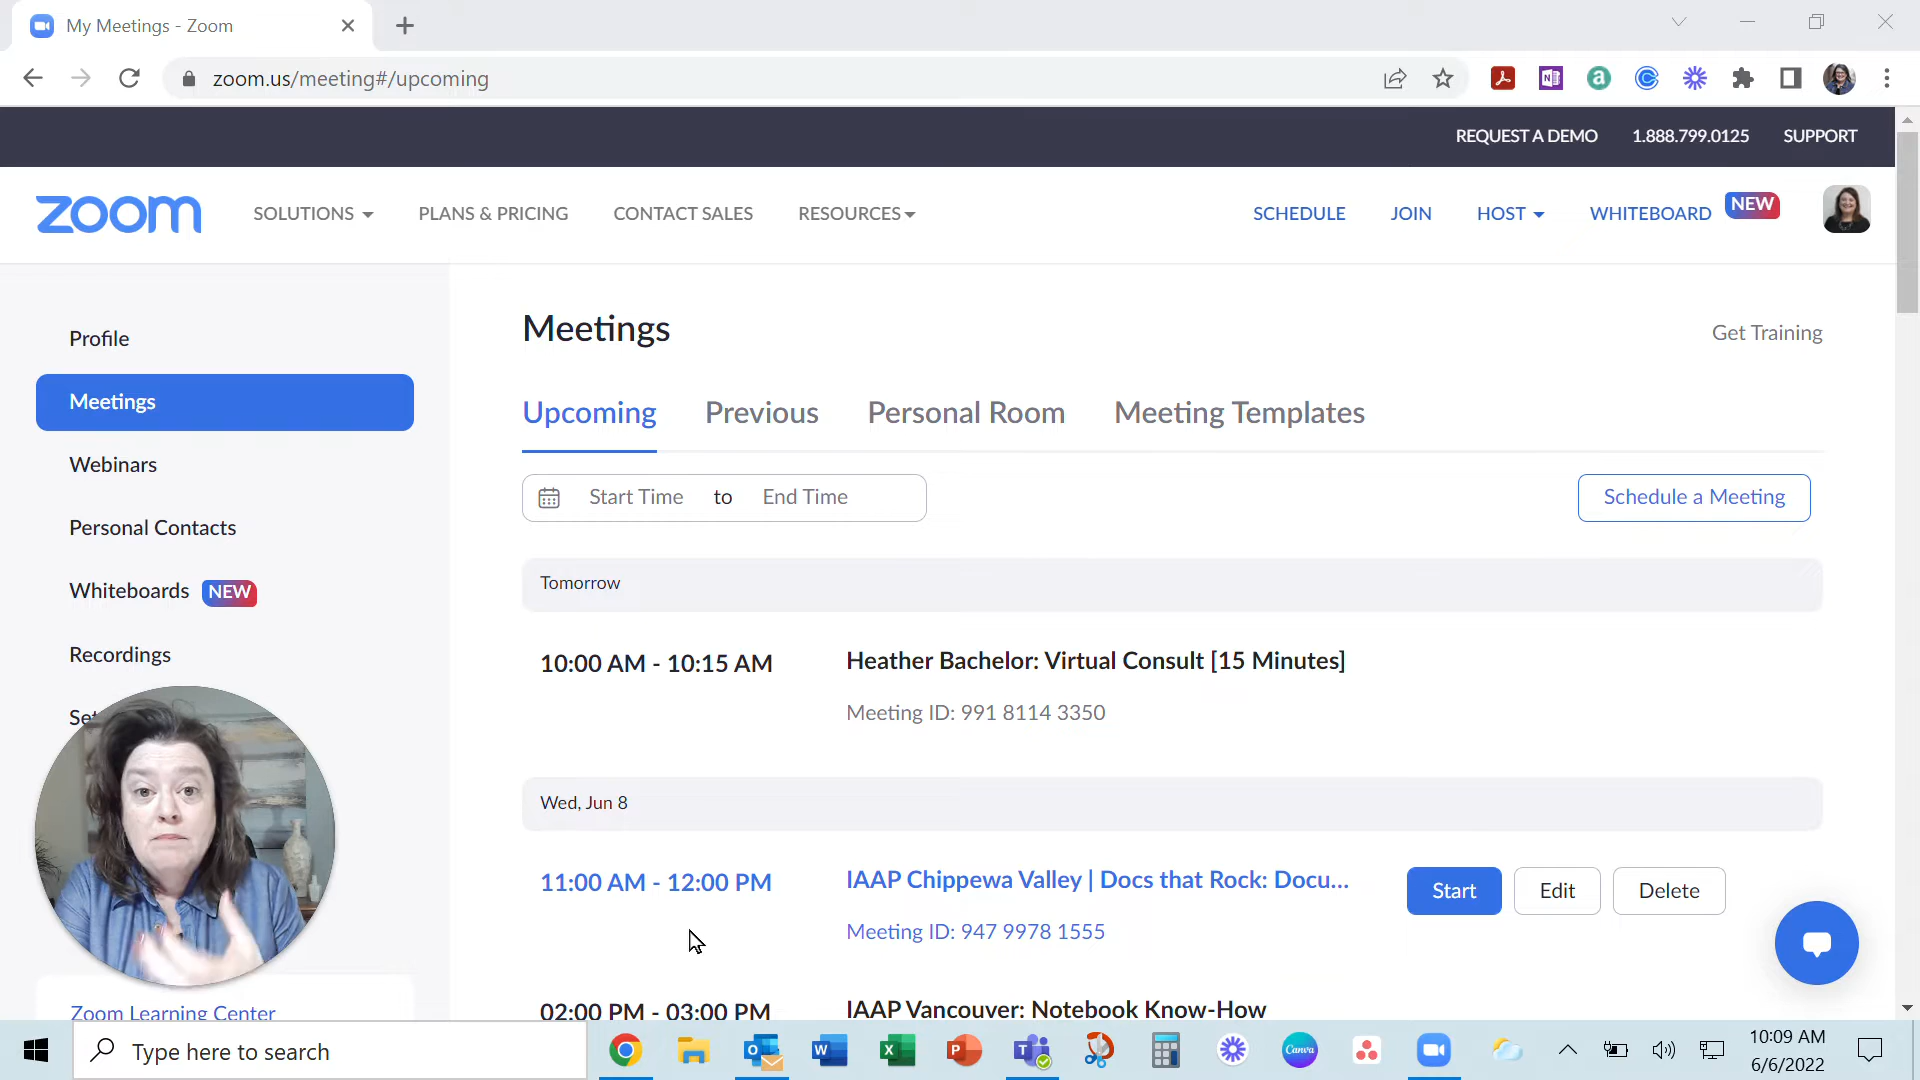 My Meetings - Zoom
zoom.us/meeting#/upcoming
REQUEST A DEMO 1.888.799.0125 SUPPORT
zoom SOLUTIONS PLANS & PRICING CONTACT SALES RESOURCES SCHEDULE JOIN HOST WHITEBOARD NEW
Profile
Meetings
Webinars
Personal Contacts
Whiteboards NEW
Recordings
Set
Zoom Learning Center
Meetings
Get Training
Upcoming Previous Personal Room Meeting Templates
Start Time to End Time
Schedule a Meeting
Tomorrow
10:00 AM - 10:15 AM Heather Bachelor: Virtual Consult [15 Minutes]
Meeting ID: 991 8114 3350
Wed, Jun 8
11:00 AM - 12:00 PM IAAP Chippewa Valley | Docs that Rock: Docu...
Start Edit Delete
Meeting ID: 947 9978 1555
02:00 PM - 03:00 PM IAAP Vancouver: Notebook Know-How
Type here to search
Canva
10:09 AM
6/6/2022